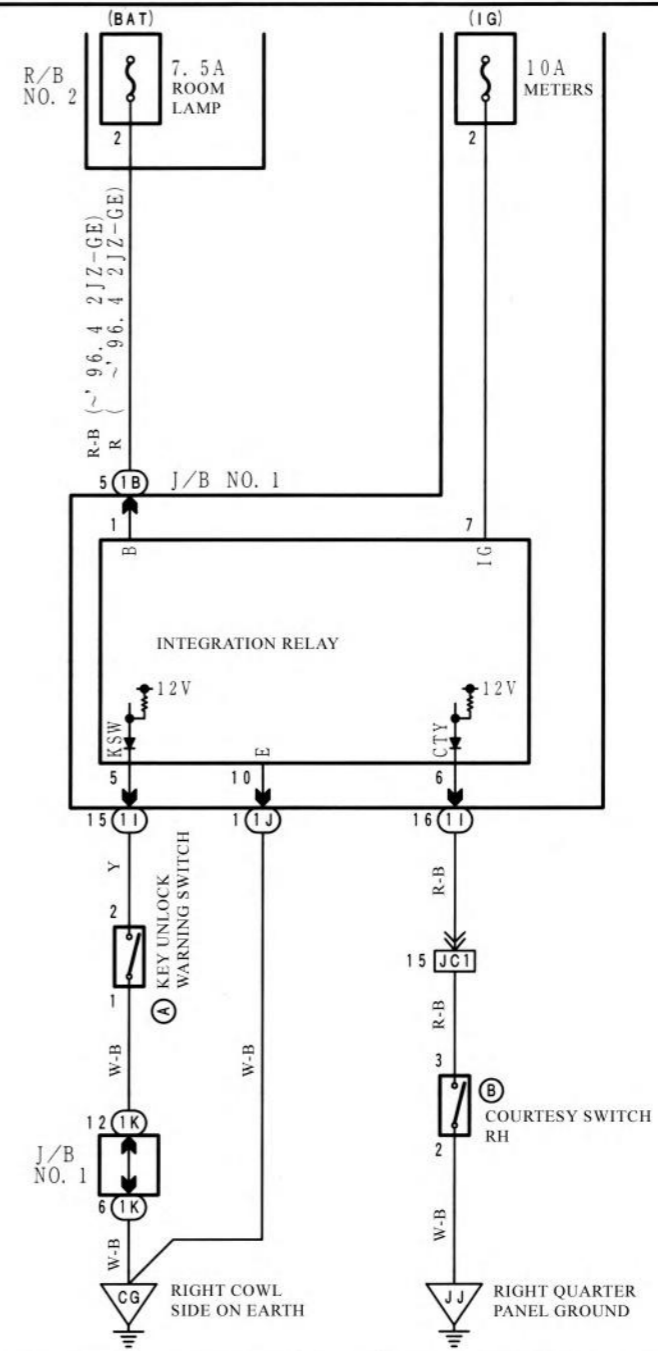 (BAT)
(IG)
R/B
NO. 2
7. 5A
ROOM
LAMP
10A
METERS
2
2
R-B (~' 96. 4 2JZ-GE)
R ( ~' 96. 4 2JZ-GE)
5 1B J/B NO. 1
1
7
B
IG
INTEGRATION RELAY
12V
12V
KSW
E
CTY
5
10
6
15 1I
1 1J
16 1I
Y
R-B
2
KEY UNLOCK
WARNING SWITCH
1
A
15 JC1
R-B
W-B
W-B
3
B
COURTESY SWITCH
RH
2
12 1K
J/B
NO. 1
6 1K
W-B
W-B
CG
RIGHT COWL
SIDE ON EARTH
JJ
RIGHT QUARTER
PANEL GROUND